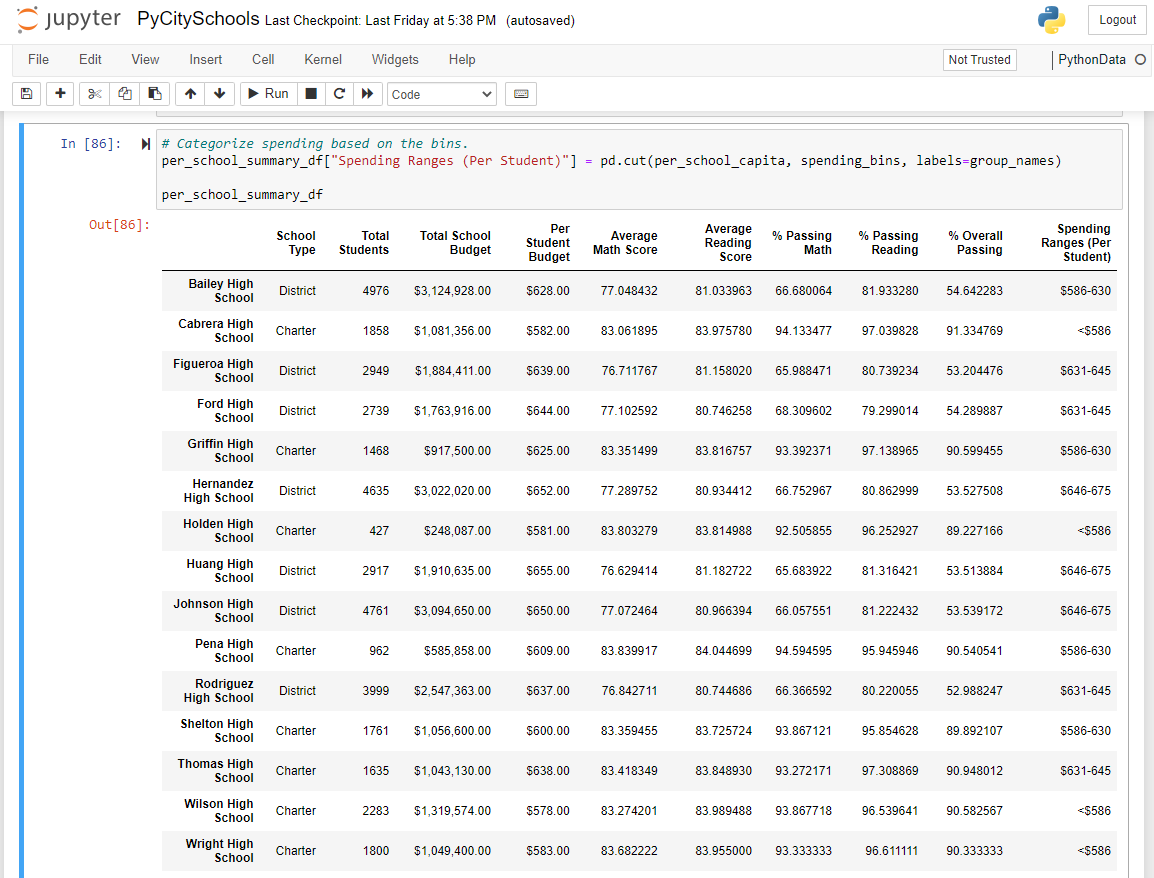 jupyter PyCitySchools Last Checkpoint: Last Friday at 5:38 PM (autosaved) Logout
File Edit View Insert Cell Kernel Widgets Help Not Trusted PythonData
Run Code
In [86]: # Categorize spending based on the bins.
per_school_summary_df["Spending Ranges (Per Student)"] = pd.cut(per_school_capita, spending_bins, labels=group_names)
per_school_summary_df
Out[86]:
School Type Total Students Total School Budget Per Student Budget Average Math Score Average Reading Score % Passing Math % Passing Reading % Overall Passing Spending Ranges (Per Student)
Bailey High School District 4976 $3,124,928.00 $628.00 77.048432 81.033963 66.680064 81.933280 54.642283 $586-630
Cabrera High School Charter 1858 $1,081,356.00 $582.00 83.061895 83.975780 94.133477 97.039828 91.334769 <$586
Figueroa High School District 2949 $1,884,411.00 $639.00 76.711767 81.158020 65.988471 80.739234 53.204476 $631-645
Ford High School District 2739 $1,763,916.00 $644.00 77.102592 80.746258 68.309602 79.299014 54.289887 $631-645
Griffin High School Charter 1468 $917,500.00 $625.00 83.351499 83.816757 93.392371 97.138965 90.599455 $586-630
Hernandez High School District 4635 $3,022,020.00 $652.00 77.289752 80.934412 66.752967 80.862999 53.527508 $646-675
Holden High School Charter 427 $248,087.00 $581.00 83.803279 83.814988 92.505855 96.252927 89.227166 <$586
Huang High School District 2917 $1,910,635.00 $655.00 76.629414 81.182722 65.683922 81.316421 53.513884 $646-675
Johnson High School District 4761 $3,094,650.00 $650.00 77.072464 80.966394 66.057551 81.222432 53.539172 $646-675
Pena High School Charter 962 $585,858.00 $609.00 83.839917 84.044699 94.594595 95.945946 90.540541 $586-630
Rodriguez High School District 3999 $2,547,363.00 $637.00 76.842711 80.744686 66.366592 80.220055 52.988247 $631-645
Shelton High School Charter 1761 $1,056,600.00 $600.00 83.359455 83.725724 93.867121 95.854628 89.892107 $586-630
Thomas High School Charter 1635 $1,043,130.00 $638.00 83.418349 83.848930 93.272171 97.308869 90.948012 $631-645
Wilson High School Charter 2283 $1,319,574.00 $578.00 83.274201 83.989488 93.867718 96.539641 90.582567 <$586
Wright High School Charter 1800 $1,049,400.00 $583.00 83.682222 83.955000 93.333333 96.611111 90.333333 <$586